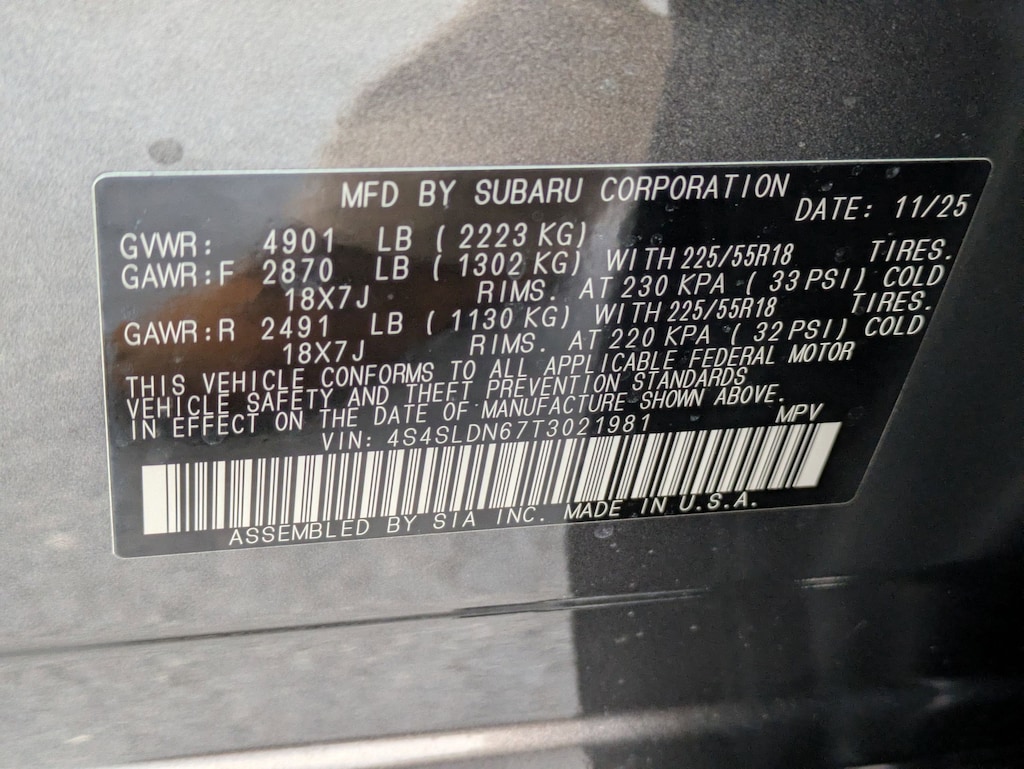 MFD BY SUBARU CORPORATION
DATE: 11/25
GVWR: 4901 LB ( 2223 KG)
GAWR:F 2870 LB ( 1302 KG) WITH 225/55R18 TIRES.
18X7J RIMS. AT 230 KPA ( 33 PSI) COLD
GAWR:R 2491 LB ( 1130 KG) WITH 225/55R18 TIRES.
18X7J RIMS. AT 220 KPA ( 32 PSI) COLD
THIS VEHICLE CONFORMS TO ALL APPLICABLE FEDERAL MOTOR
VEHICLE SAFETY AND THEFT PREVENTION STANDARDS
IN EFFECT ON THE DATE OF MANUFACTURE SHOWN ABOVE.
VIN: 4S4SLDN67T3021981 MPV
ASSEMBLED BY SIA INC. MADE IN U.S.A.